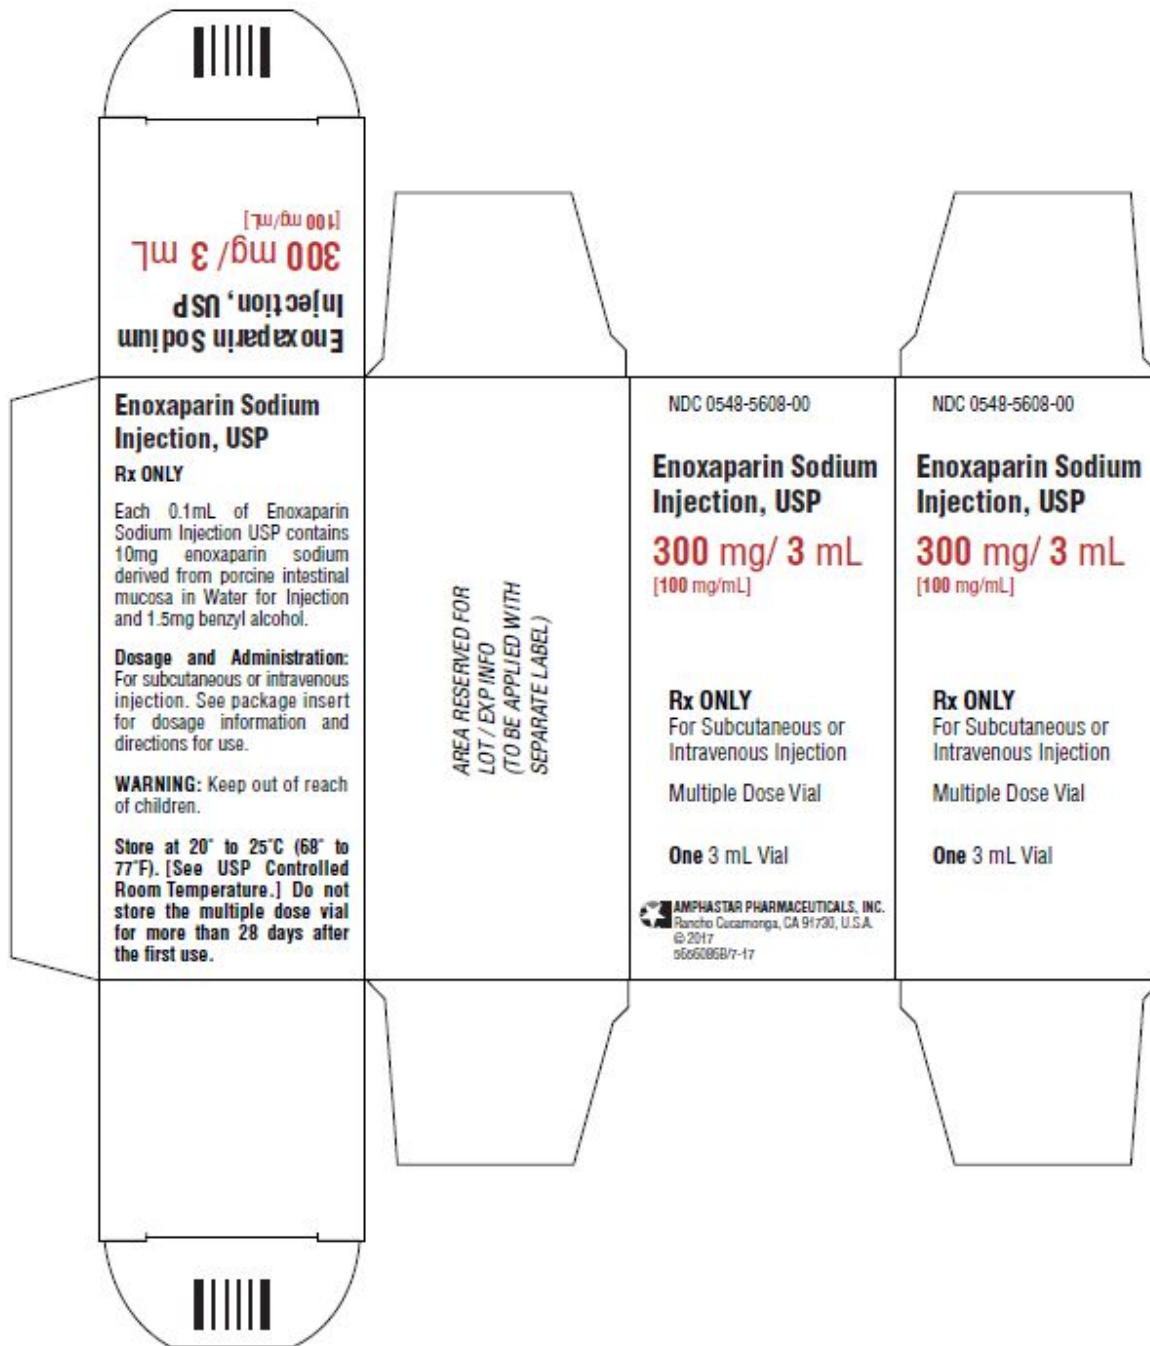 [100 mg/mL]
300 mg/ 3 mL
Injection, USP
Enoxaparin Sodium
Enoxaparin Sodium
Injection, USP
Rx ONLY
Each 0.1mL of Enoxaparin
Sodium Injection USP contains
10mg enoxaparin sodium
derived from porcine intestinal
mucosa in Water for Injection
and 1.5mg benzyl alcohol.
Dosage and Administration:
For subcutaneous or intravenous
injection. See package insert
for dosage information and
directions for use.
WARNING: Keep out of reach
of children.
Store at 20° to 25°C (68° to
77°F). [See USP Controlled
Room Temperature.] Do not
store the multiple dose vial
for more than 28 days after
the first use.
AREA RESERVED FOR
LOT / EXP INFO
(TO BE APPLIED WITH
SEPARATE LABEL)
NDC 0548-5608-00
Enoxaparin Sodium
Injection, USP
300 mg/ 3 mL
[100 mg/mL]
Rx ONLY
For Subcutaneous or
Intravenous Injection
Multiple Dose Vial
One 3 mL Vial
AMPHASTAR PHARMACEUTICALS, INC.
Rancho Cucamonga, CA 91730, U.S.A.
© 2017
NDC 0548-5608-00
Enoxaparin Sodium
Injection, USP
300 mg/ 3 mL
[100 mg/mL]
Rx ONLY
For Subcutaneous or
Intravenous Injection
Multiple Dose Vial
One 3 mL Vial